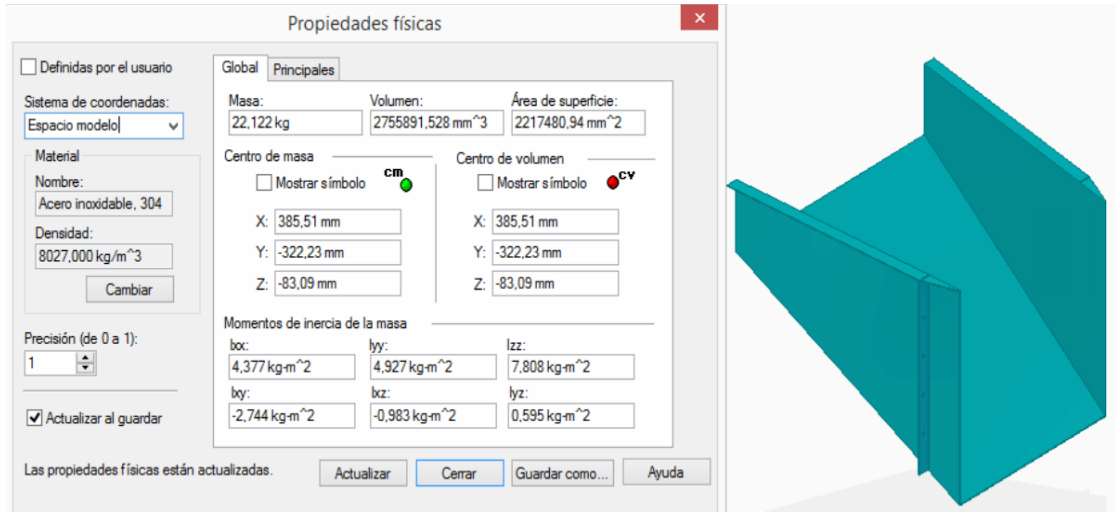 Propiedades físicas
Definidas por el usuario
Sistema de coordenadas:
Espacio modelo
Material
Nombre:
Acero inoxidable, 304
Densidad:
8027,000 kg/m^3
Cambiar
Precisión (de 0 a 1):
1
Actualizar al guardar
Global Principales
Masa: Volumen: Área de superficie:
22,122 kg 2755891,528 mm^3 2217480,94 mm^2
Centro de masa Centro de volumen
Mostrar símbolo cm Mostrar símbolo cv
X: 385,51 mm X: 385,51 mm
Y: -322,23 mm Y: -322,23 mm
Z: -83,09 mm Z: -83,09 mm
Momentos de inercia de la masa
Ixx: Iyy: Izz:
4,377 kg-m^2 4,927 kg-m^2 7,808 kg-m^2
Ixy: Ixz: Iyz:
-2,744 kg-m^2 -0,983 kg-m^2 0,595 kg-m^2
Las propiedades físicas están actualizadas. Actualizar Cerrar Guardar como... Ayuda